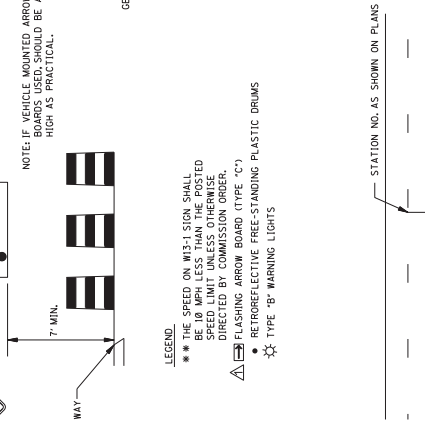 NOTE: IF VEHICLE MOUNTED ARROW
BOARDS USED, SHOULD BE A
HIGH AS PRACTICAL.
GE
7' MIN.
WAY
LEGEND
** THE SPEED ON W13-1 SIGN SHALL
BE 10 MPH LESS THAN THE POSTED
SPEED LIMIT UNLESS OTHERWISE
DIRECTED BY COMMISSION ORDER.
FLASHING ARROW BOARD (TYPE "C")
• RETROREFLECTIVE FREE-STANDING PLASTIC DRUMS
TYPE "B" WARNING LIGHTS
STATION NO. AS SHOWN ON PLANS